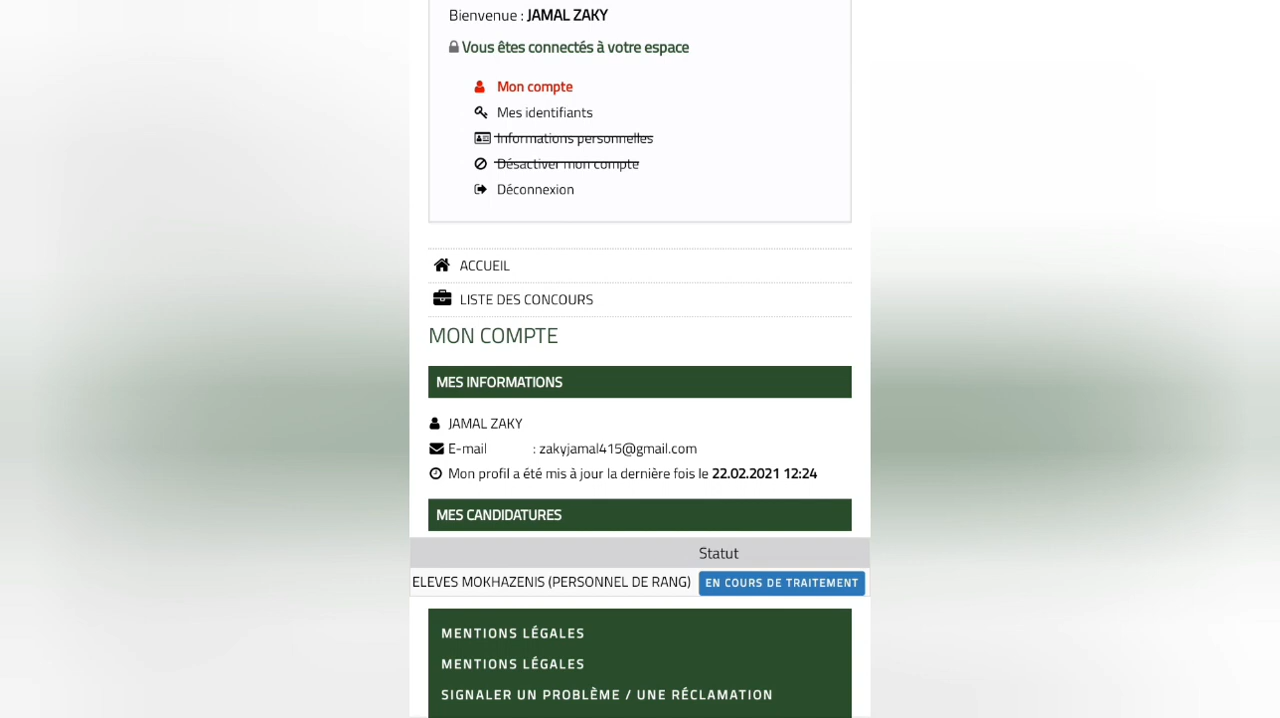 Bienvenue : JAMAL ZAKY
Vous êtes connectés à votre espace
Mon compte
Mes identifiants
Informations personnelles
Désactiver mon compte
Déconnexion
ACCUEIL
LISTE DES CONCOURS
MON COMPTE
MES INFORMATIONS
JAMAL ZAKY
E-mail : zakyjamal415@gmail.com
Mon profil a été mis à jour la dernière fois le 22.02.2021 12:24
MES CANDIDATURES
Statut
ELEVES MOKHAZENIS (PERSONNEL DE RANG) EN COURS DE TRAITEMENT
MENTIONS LÉGALES
MENTIONS LÉGALES
SIGNALER UN PROBLÈME / UNE RÉCLAMATION